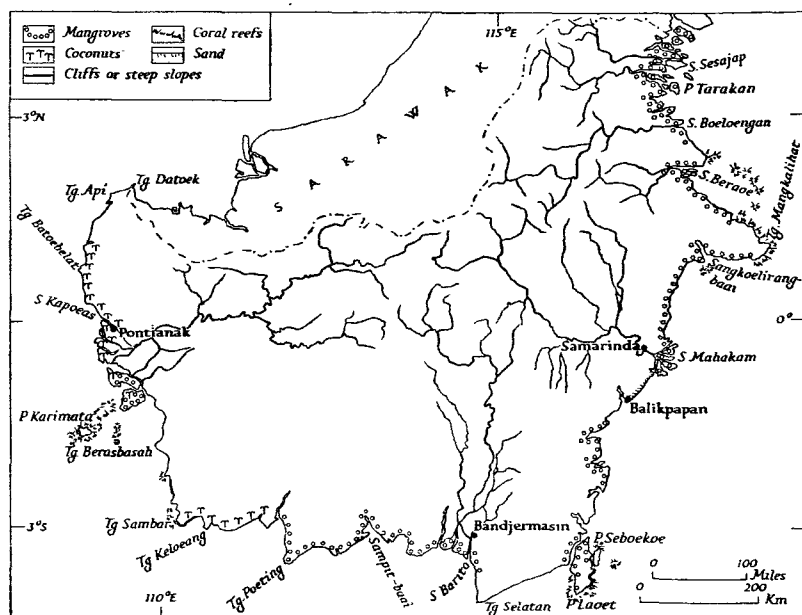 Mangroves
Coral reefs
Coconuts
Sand
Cliffs or steep slopes
115°E
3°N
SARAWAK
S. Sesajap
P Tarakan
S. Boeloengan
S. Beraoe
Tg. Mangkalihat
Tg. Datoek
Tg. Api
Tg Batoebelat
Sangkoelirang-
baai
S Kapoeas
Pontianak
0°
Samarinda
S Mahakam
Balikpapan
P Karimata
Tg Berasbasah
Tg Sambar
3°S
Tg Keloeang
Bandjermasin
P Seboekoe
Tg. Poeting
Sampit-baai
S Barito
Tg Selatan
P Laoet
110°E
0 100
Miles
0 200
Km